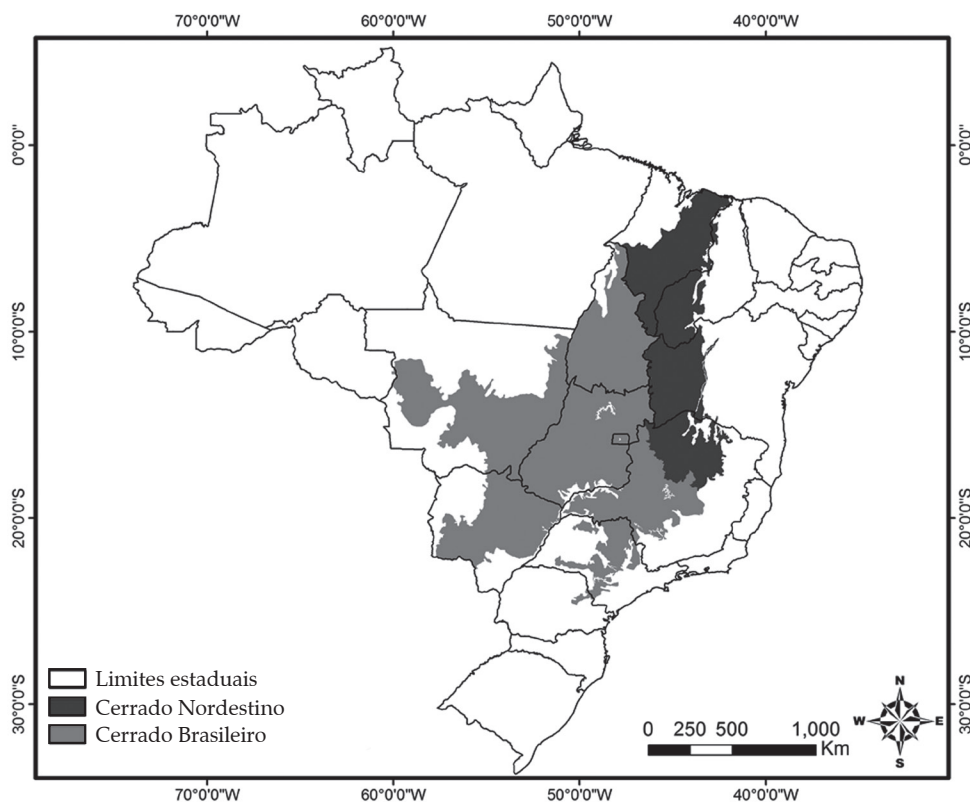 70°0'0"W 60°0'0"W 50°0'0"W 40°0'0"W
0°0'0" 0°0'0"
10°0'0"S 10°0'0"S
20°0'0"S 20°0'0"S
30°0'0"S 30°0'0"S
Limites estaduais
Cerrado Nordestino
Cerrado Brasileiro
0 250 500 1,000
Km
N
W E
S
70°0'0"W 60°0'0"W 50°0'0"W 40°0'0"W